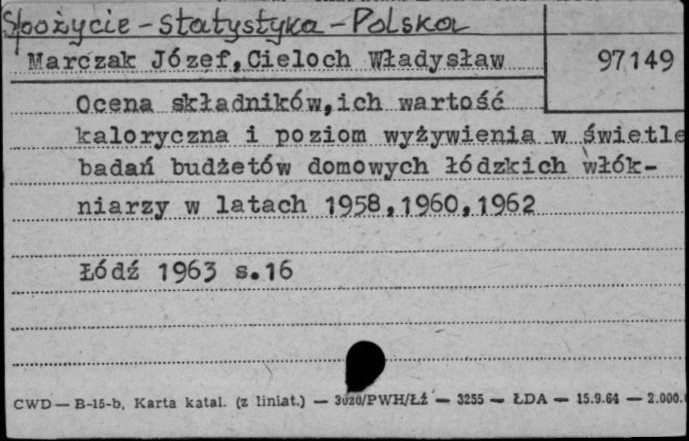 Spożycie - statystyka - Polska
Marczak Józef, Cieloch Władysław
97149
Ocena składników, ich wartość
kaloryczna i poziom wyżywienia w świetle
badań budżetów domowych łódzkich włók-
niarzy w latach 1958, 1960, 1962
Łódź 1963 s.16
CWD — B-15-b, Karta katal. (z liniat.) — 3020/PWH/ŁŻ — 3255 — ŁDA — 15.9.64 — 2.000.